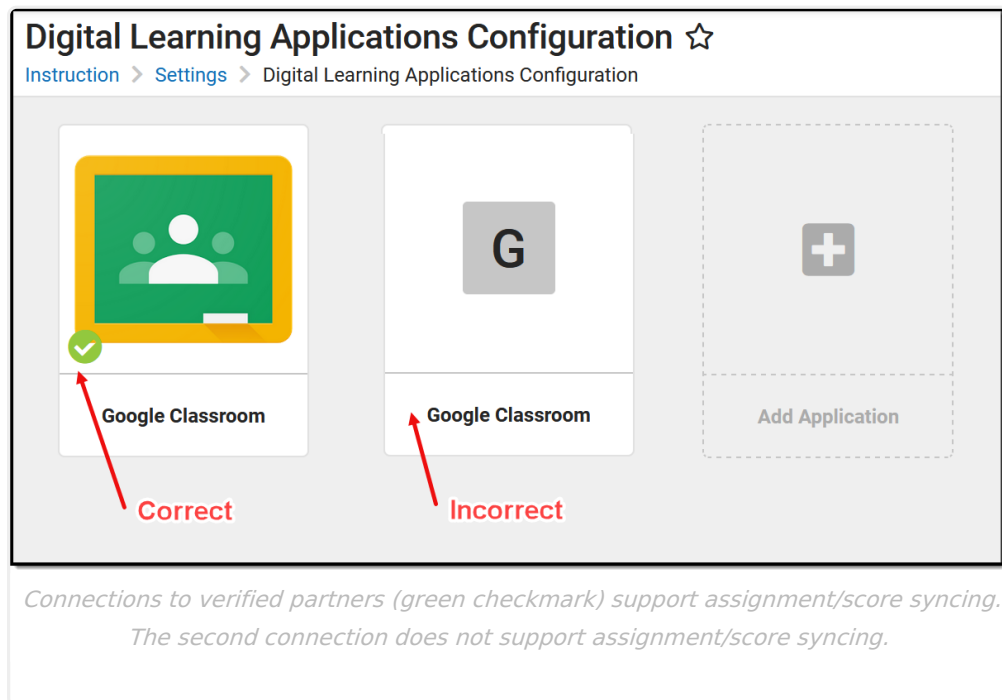 Digital Learning Applications Configuration
Instruction > Settings > Digital Learning Applications Configuration
G
Google Classroom
Google Classroom
Add Application
Correct
Incorrect
Connections to verified partners (green checkmark) support assignment/score syncing.
The second connection does not support assignment/score syncing.